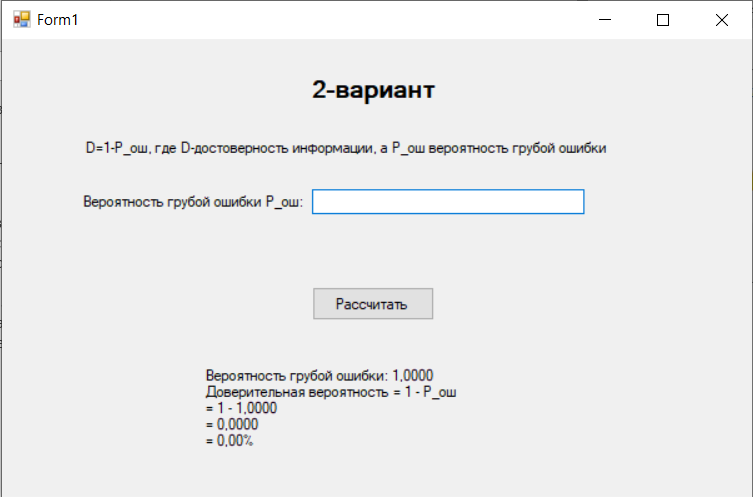 Form1
2-вариант
D=1-P_ош, где D-достоверность информации, а P_ош вероятность грубой ошибки
Вероятность грубой ошибки P_ош:
Рассчитать
Вероятность грубой ошибки: 1,0000
Доверительная вероятность = 1 - P_ош
= 1 - 1,0000
= 0,0000
= 0,00%